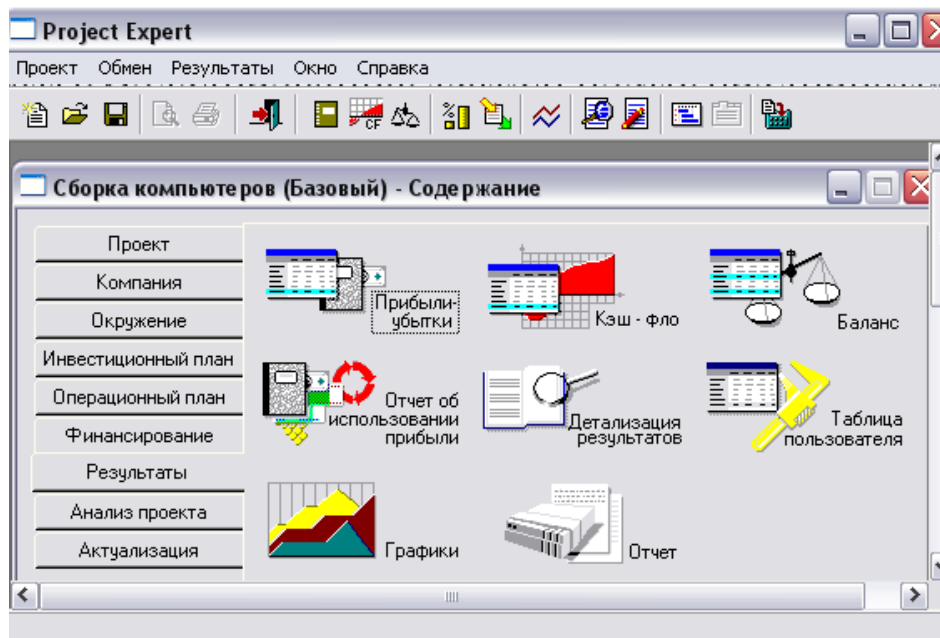 Project Expert
Проект Обмен Результаты Окно Справка
CF
Сборка компьютеров (Базовый) - Содержание
Проект
Компания
Окружение
Инвестиционный план
Операционный план
Финансирование
Результаты
Анализ проекта
Актуализация
Прибыли-
убытки
Кэш - фло
Баланс
Отчет об
использовании
прибыли
Детализация
результатов
Таблица
пользователя
Графики
Отчет